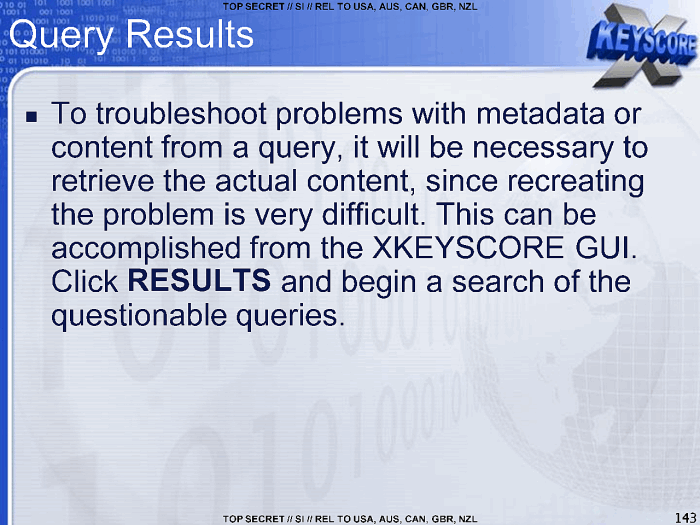 TOP SECRET // SI // REL TO USA, AUS, CAN, GBR, NZL
Query Results
XKEYSCORE
■ To troubleshoot problems with metadata or
content from a query, it will be necessary to
retrieve the actual content, since recreating
the problem is very difficult. This can be
accomplished from the XKEYSCORE GUI.
Click RESULTS and begin a search of the
questionable queries.
TOP SECRET // SI // REL TO USA, AUS, CAN, GBR, NZL
143